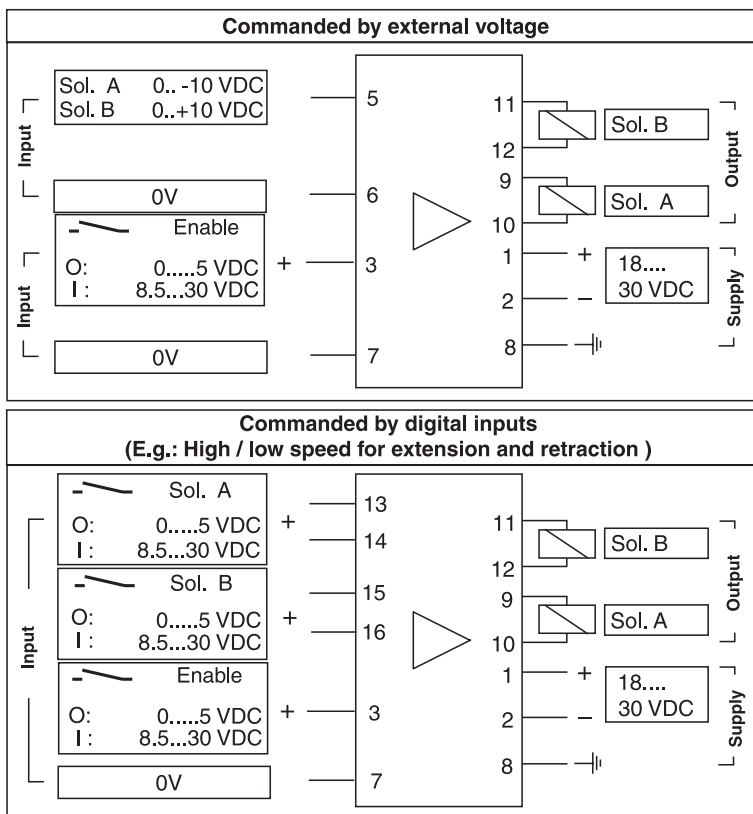 Commanded by external voltage
Sol. A 0.. -10 VDC
Sol. B 0..+10 VDC
Input
0V
Enable
O: 0.....5 VDC
I : 8.5...30 VDC
+
Input
0V
5
6
3
7
11
12
9
10
1
2
8
Sol. B
Sol. A
Output
+
−
18....
30 VDC
Supply
Commanded by digital inputs
(E.g.: High / low speed for extension and retraction )
Sol. A
O: 0.....5 VDC
I : 8.5...30 VDC
+
Sol. B
O: 0.....5 VDC
I : 8.5...30 VDC
+
Enable
O: 0.....5 VDC
I : 8.5...30 VDC
+
0V
Input
13
14
15
16
3
7
11
12
9
10
1
2
8
Sol. B
Sol. A
Output
+
−
18....
30 VDC
Supply